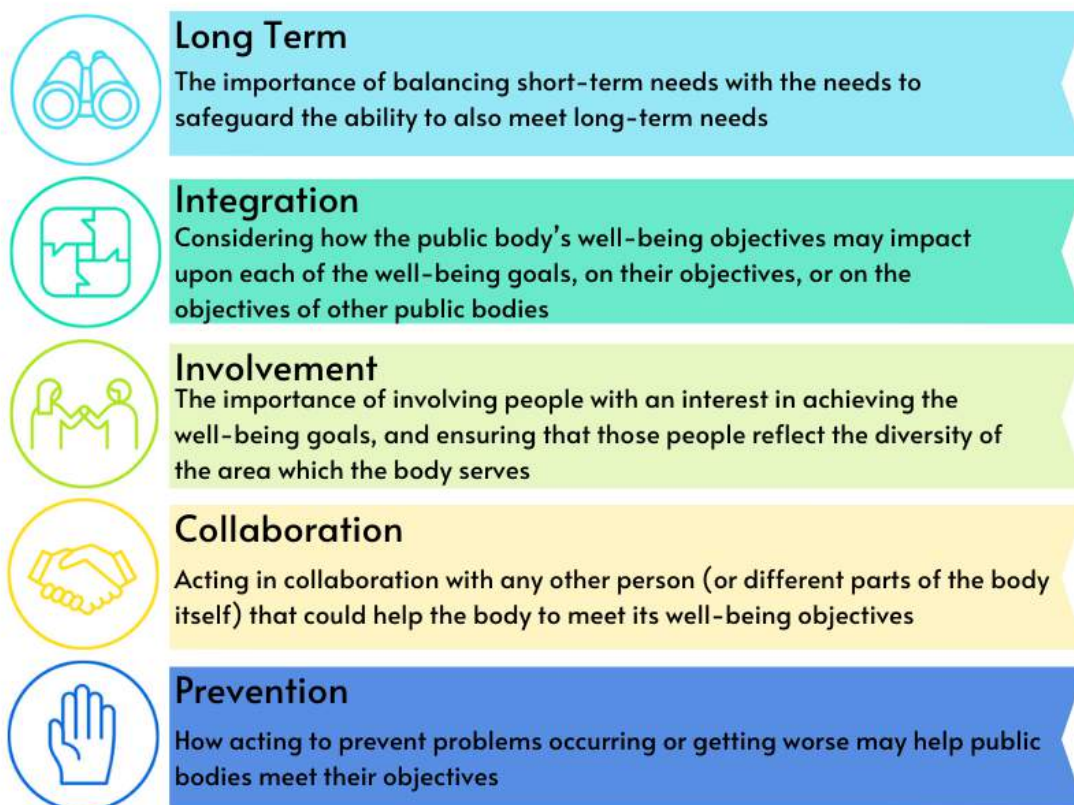 Long Term
The importance of balancing short-term needs with the needs to
safeguard the ability to also meet long-term needs
Integration
Considering how the public body’s well-being objectives may impact
upon each of the well-being goals, on their objectives, or on the
objectives of other public bodies
Involvement
The importance of involving people with an interest in achieving the
well-being goals, and ensuring that those people reflect the diversity of
the area which the body serves
Collaboration
Acting in collaboration with any other person (or different parts of the body
itself) that could help the body to meet its well-being objectives
Prevention
How acting to prevent problems occurring or getting worse may help public
bodies meet their objectives